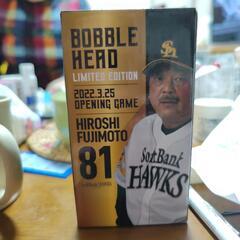 BOBBLE
HEAD
LIMITED EDITION
2022.3.25
OPENING GAME
HIROSHI
FUJIMOTO
81
SoftBank
HAWKS